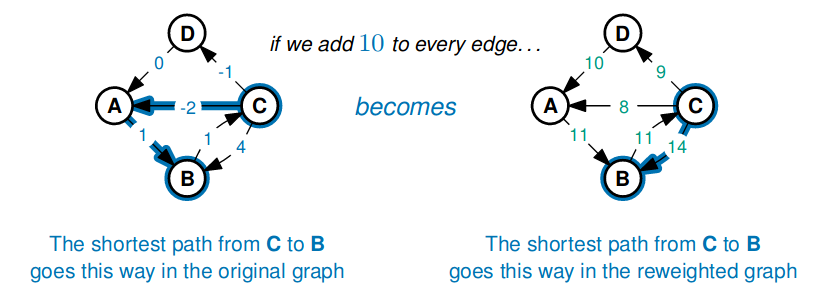 D
0
-1
A
-2
C
1
1
4
B
if we add 10 to every edge...
becomes
D
10
9
A
8
C
11
11
14
B
The shortest path from C to B
goes this way in the original graph
The shortest path from C to B
goes this way in the reweighted graph